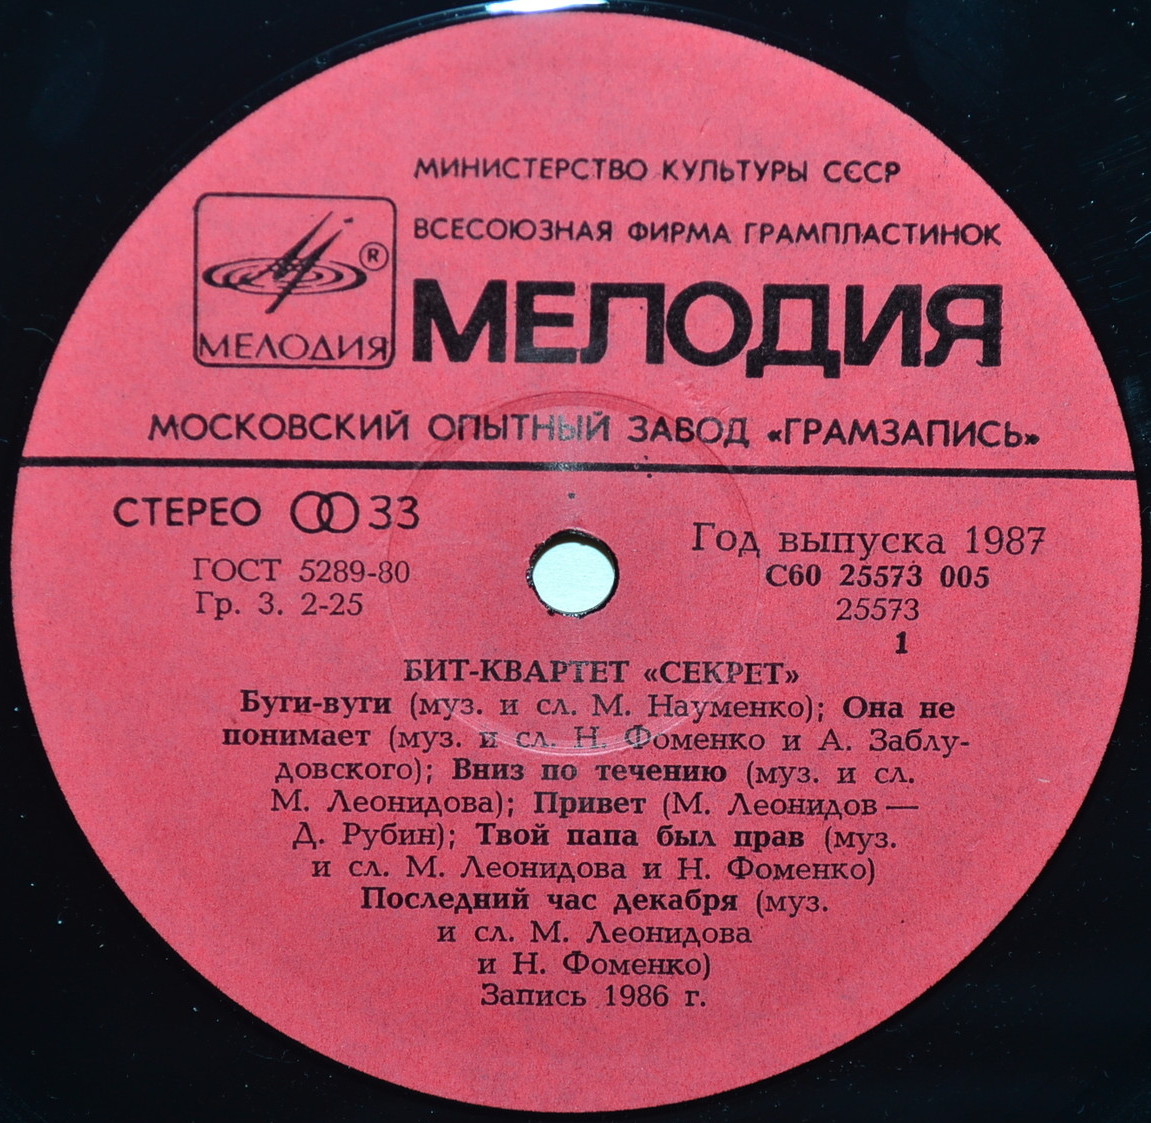 МИНИСТЕРСТВО КУЛЬТУРЫ СССР
ВСЕСОЮЗНАЯ ФИРМА ГРАМПЛАСТИНОК
®
МЕЛОДИЯ
МЕЛОДИЯ
МОСКОВСКИЙ ОПЫТНЫЙ ЗАВОД «ГРАМЗАПИСЬ»
СТЕРЕО 33
ГОСТ 5289-80
Гр. 3. 2-25
Год выпуска 1987
С60 25573 005
25573
1
БИТ-КВАРТЕТ «СЕКРЕТ»
Буги-вуги (муз. и сл. М. Науменко); Она не
понимает (муз. и сл. Н. Фоменко и А. Заблу-
довского); Вниз по течению (муз. и сл.
М. Леонидова); Привет (М. Леонидов —
Д. Рубин); Твой папа был прав (муз.
и сл. М. Леонидова и Н. Фоменко)
Последний час декабря (муз.
и сл. М. Леонидова
и Н. Фоменко)
Запись 1986 г.